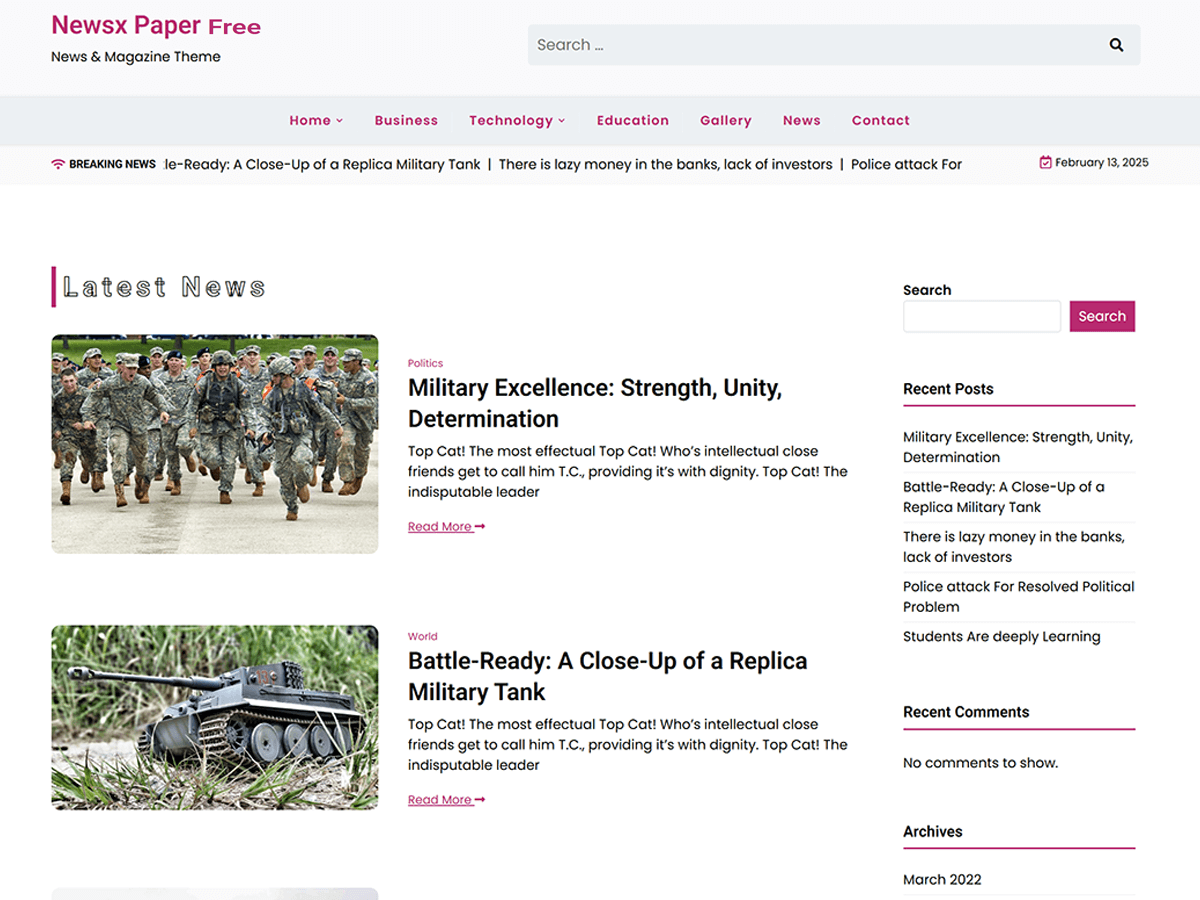 Newsx Paper Free
News & Magazine Theme
Search ...
Home
Business
Technology
Education
Gallery
News
Contact
BREAKING NEWS
le-Ready: A Close-Up of a Replica Military Tank | There is lazy money in the banks, lack of investors | Police attack For
February 13, 2025
Latest News
Politics
Military Excellence: Strength, Unity,
Determination
Top Cat! The most effectual Top Cat! Who’s intellectual close
friends get to call him T.C., providing it’s with dignity. Top Cat! The
indisputable leader
Read More
World
Battle-Ready: A Close-Up of a Replica
Military Tank
Top Cat! The most effectual Top Cat! Who’s intellectual close
friends get to call him T.C., providing it’s with dignity. Top Cat! The
indisputable leader
Read More
Search
Search
Recent Posts
Military Excellence: Strength, Unity,
Determination
Battle-Ready: A Close-Up of a
Replica Military Tank
There is lazy money in the banks,
lack of investors
Police attack For Resolved Political
Problem
Students Are deeply Learning
Recent Comments
No comments to show.
Archives
March 2022